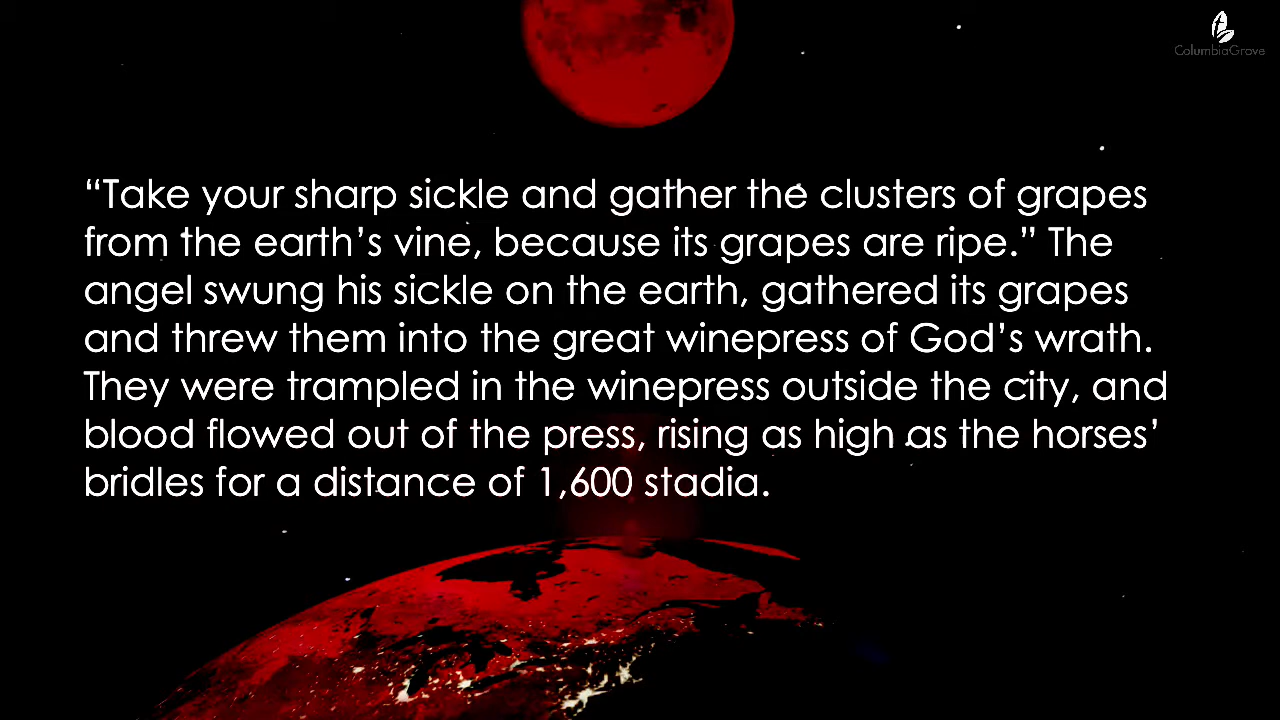 ColumbiaGrove
“Take your sharp sickle and gather the clusters of grapes
from the earth’s vine, because its grapes are ripe.” The
angel swung his sickle on the earth, gathered its grapes
and threw them into the great winepress of God’s wrath.
They were trampled in the winepress outside the city, and
blood flowed out of the press, rising as high as the horses’
bridles for a distance of 1,600 stadia.